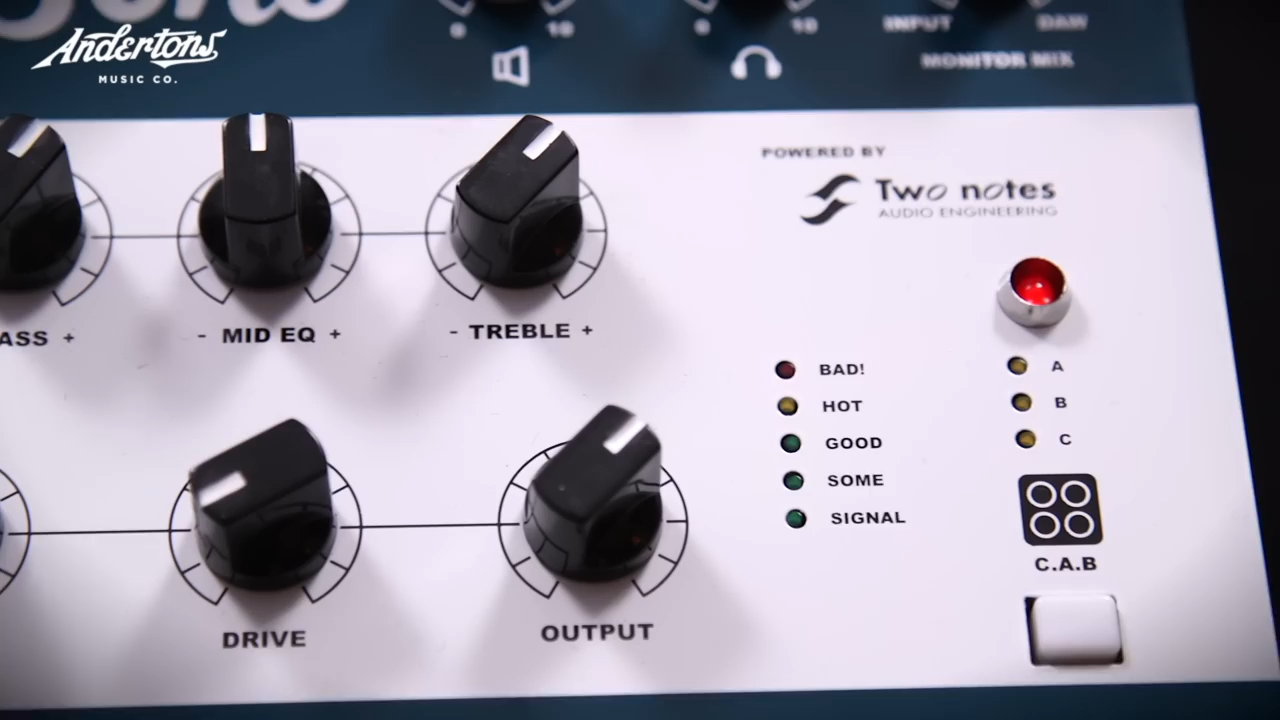 Andertons
MUSIC CO.
0 10
0 10
INPUT DAW
MONITOR MIX
POWERED BY
Two notes
AUDIO ENGINEERING
ASS +
- MID EQ +
- TREBLE +
BAD!
HOT
GOOD
SOME
SIGNAL
A
B
C
C.A.B
DRIVE
OUTPUT